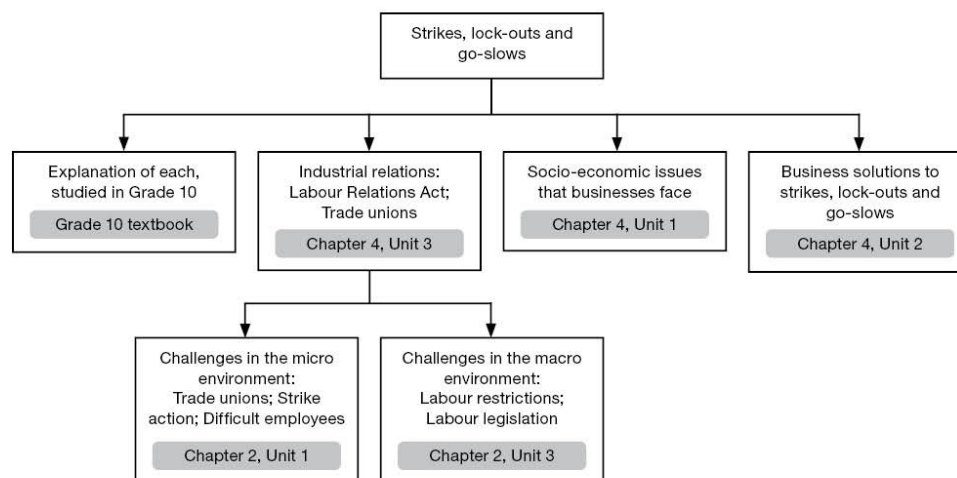 Strikes, lock-outs and
go-slows
Explanation of each,
studied in Grade 10
Grade 10 textbook
Industrial relations:
Labour Relations Act;
Trade unions
Chapter 4, Unit 3
Socio-economic issues
that businesses face
Chapter 4, Unit 1
Business solutions to
strikes, lock-outs and
go-slows
Chapter 4, Unit 2
Challenges in the micro
environment:
Trade unions; Strike
action; Difficult employees
Chapter 2, Unit 1
Challenges in the macro
environment:
Labour restrictions;
Labour legislation
Chapter 2, Unit 3